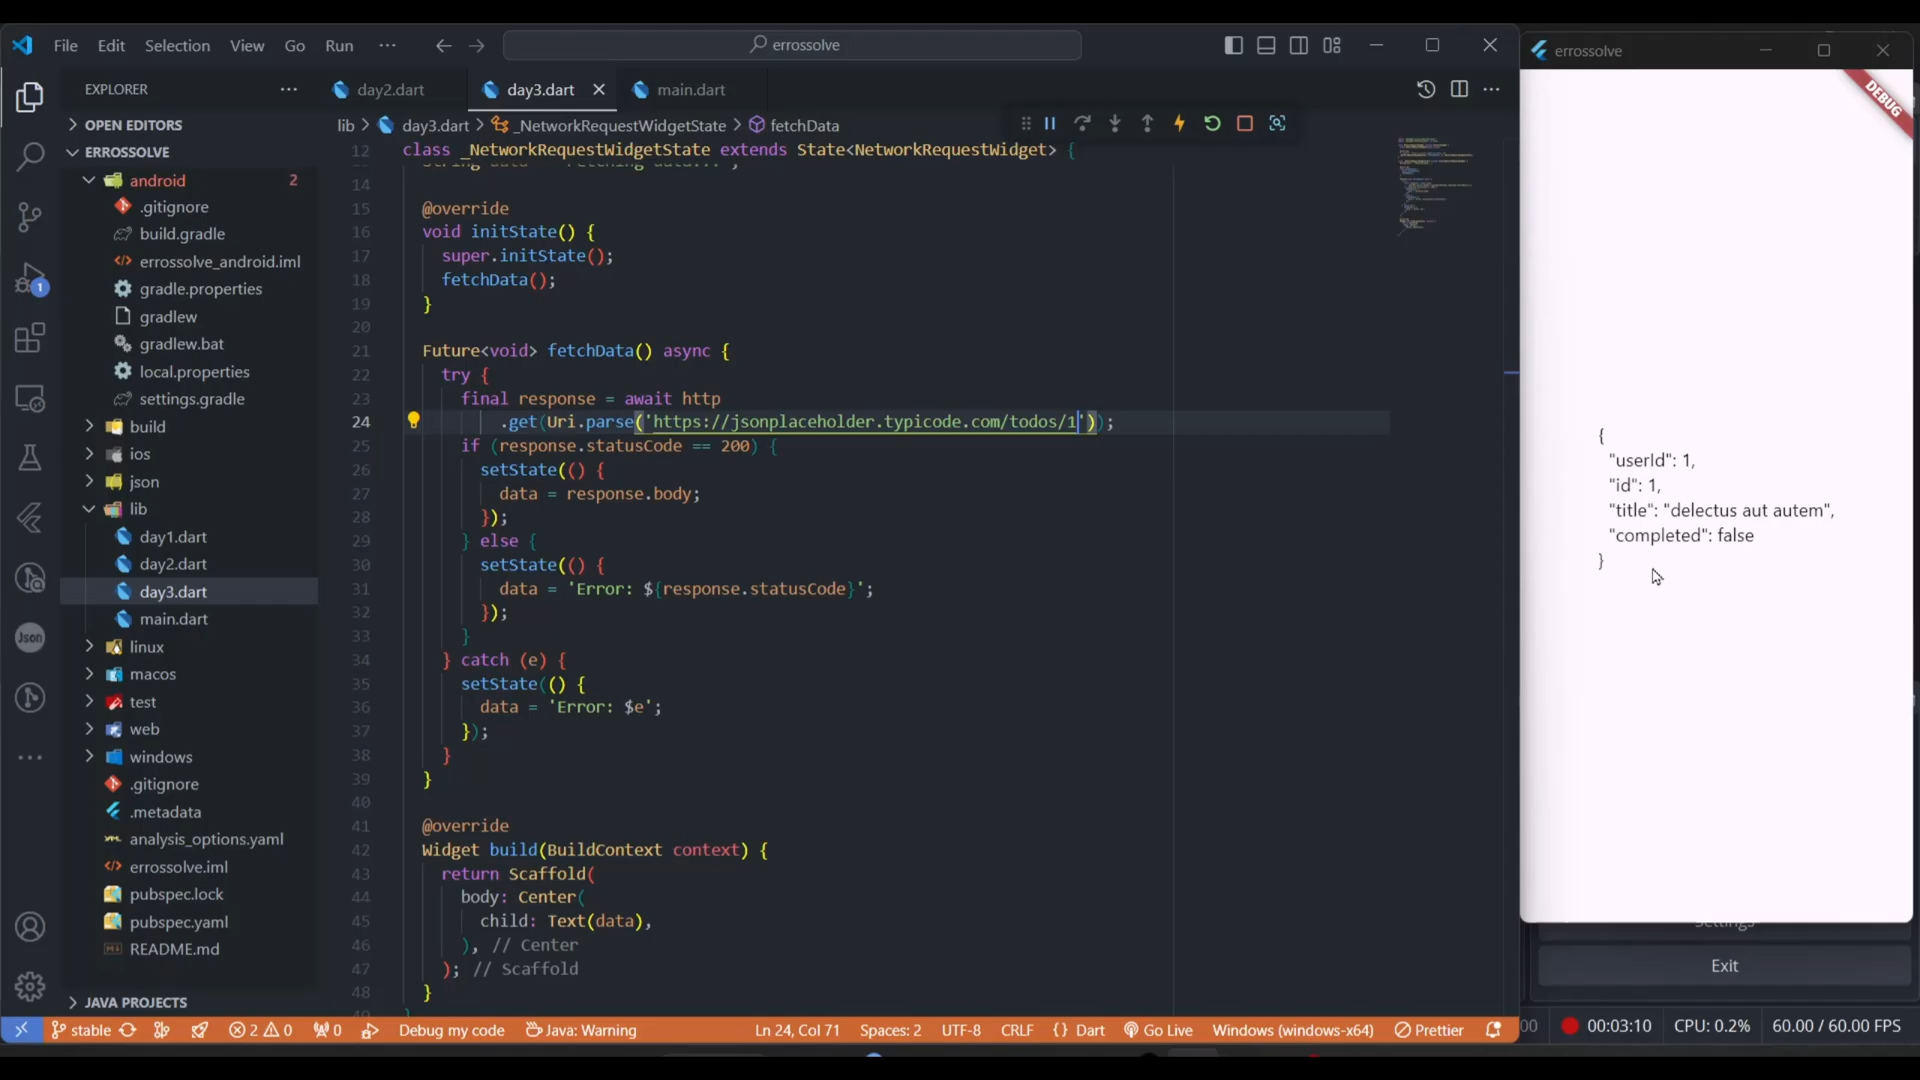 File Edit Selection View Go Run ··· errossolve
errossolve
DEBUG
EXPLORER ···
day2.dart day3.dart main.dart
OPEN EDITORS
ERROSSOLVE
android 2
.gitignore
build.gradle
errossolve_android.iml
gradle.properties
gradlew
gradlew.bat
local.properties
settings.gradle
build
ios
json
lib
day1.dart
day2.dart
day3.dart
main.dart
linux
macos
test
web
windows
.gitignore
.metadata
analysis_options.yaml
errossolve.iml
pubspec.lock
pubspec.yaml
README.md
JAVA PROJECTS
1
Json
lib > day3.dart > _NetworkRequestWidgetState > fetchData
12 class _NetworkRequestWidgetState extends State<NetworkRequestWidget> {
14
15 @override
16 void initState() {
17 super.initState();
18 fetchData();
19 }
20
21 Future<void> fetchData() async {
22 try {
23 final response = await http
24 .get(Uri.parse('https://jsonplaceholder.typicode.com/todos/1'));
25 if (response.statusCode == 200) {
26 setState(() {
27 data = response.body;
28 });
29 } else {
30 setState(() {
31 data = 'Error: ${response.statusCode}';
32 });
33 }
34 } catch (e) {
35 setState(() {
36 data = 'Error: $e';
37 });
38 }
39 }
40
41 @override
42 Widget build(BuildContext context) {
43 return Scaffold(
44 body: Center(
45 child: Text(data),
46 ), // Center
47 ); // Scaffold
48 }
{
"userId": 1,
"id": 1,
"title": "delectus aut autem",
"completed": false
}
Settings
Exit
stable 2 0 0 Debug my code Java: Warning Ln 24, Col 71 Spaces: 2 UTF-8 CRLF {} Dart Go Live Windows (windows-x64) Prettier
00 00:03:10 CPU: 0.2% 60.00 / 60.00 FPS